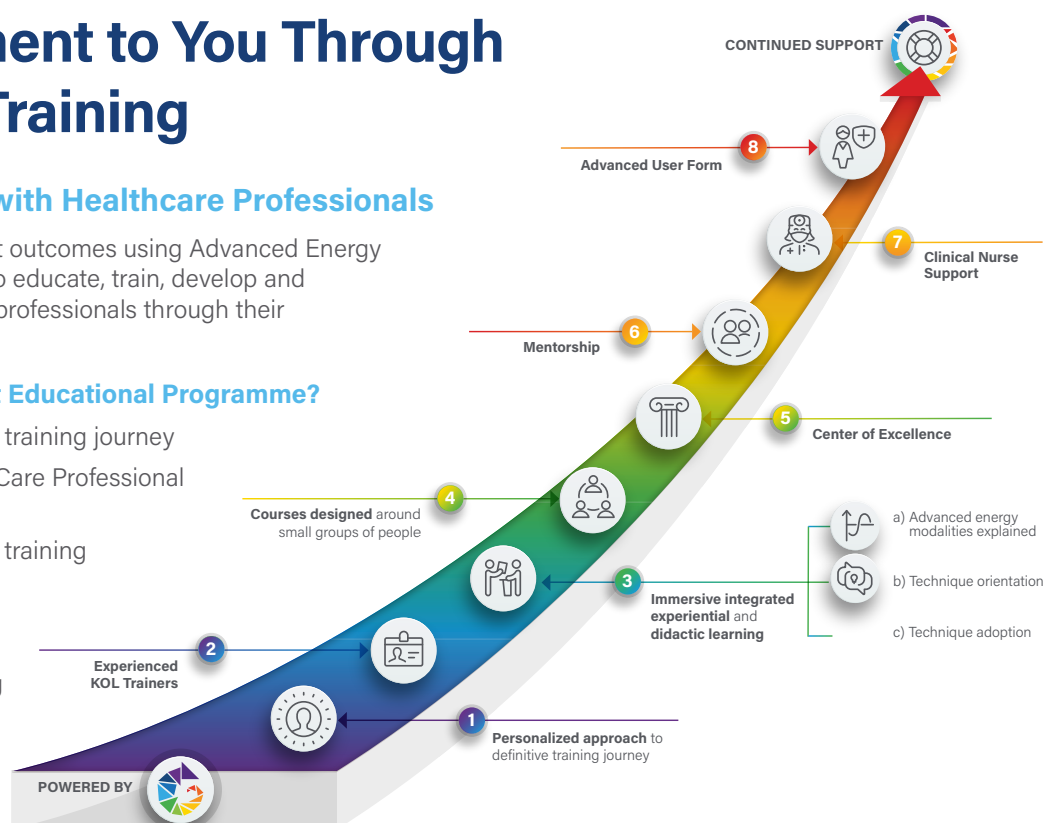 ment to You Through
Training
with Healthcare Professionals
outcomes using Advanced Energy
educate, train, develop and
professionals through their
Educational Programme?
training journey
Care Professional
training
CONTINUED SUPPORT
8
Advanced User Form
7
Clinical Nurse
Support
6
Mentorship
5
Center of Excellence
4
Courses designed around
small groups of people
3
Immersive integrated
experiential and
didactic learning
a) Advanced energy
modalities explained
b) Technique orientation
c) Technique adoption
2
Experienced
KOL Trainers
1
Personalized approach to
definitive training journey
POWERED BY